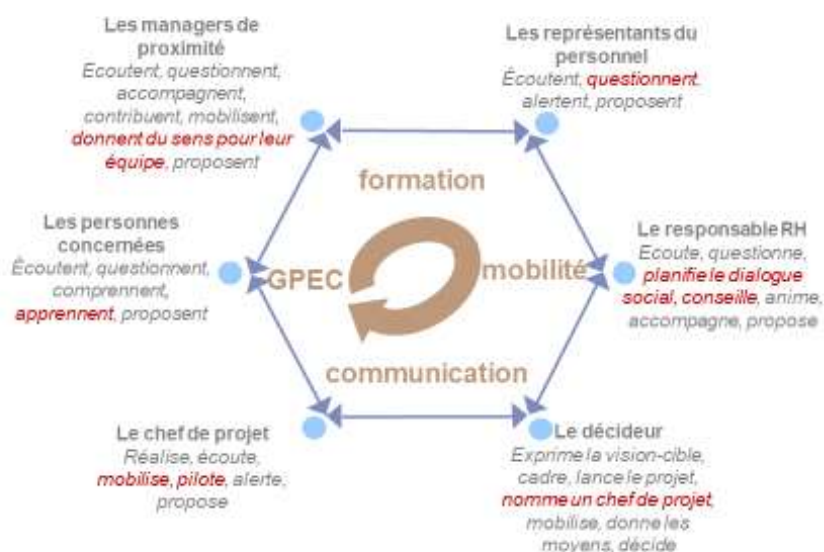 Les managers de
proximité
Ecoutent, questionnent,
accompagnent,
contribuent, mobilisent,
donnent du sens pour leur
équipe, proposent
Les représentants du
personnel
Écoutent, questionnent,
alertent, proposent
formation
Les personnes
concernées
Écoutent, questionnent,
comprennent,
apprennent, proposent
GPEC
mobilité
Le responsable RH
Ecoute, questionne,
planifie le dialogue
social, conseille, anime,
accompagne, propose
communication
Le chef de projet
Réalise, écoute,
mobilise, pilote, alerte,
propose
Le décideur
Exprime la vision-cible,
cadre, lance le projet,
nomme un chef de projet,
mobilise, donne les
moyens, décide